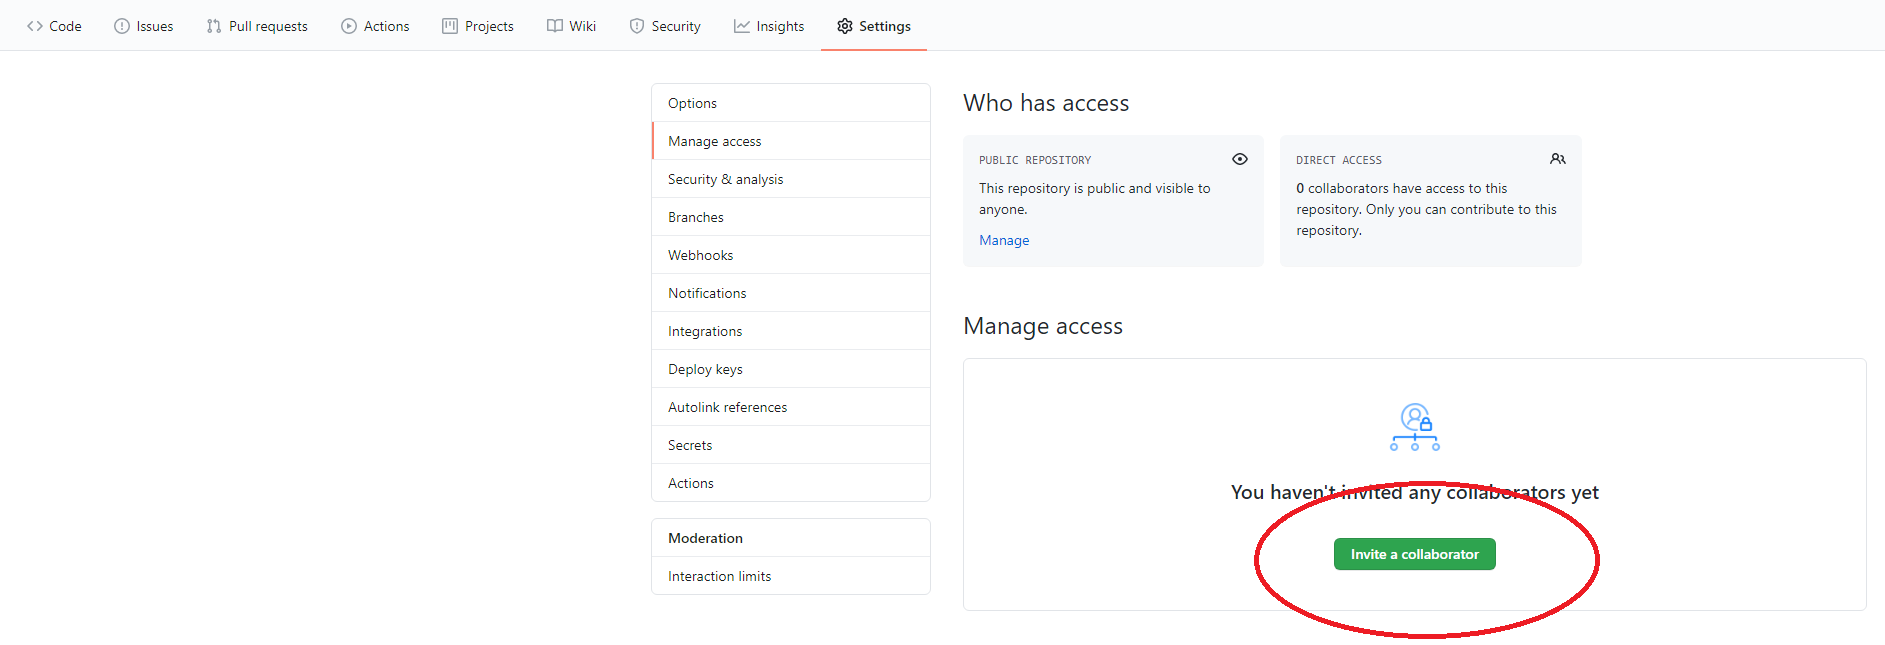 Code Issues Pull requests Actions Projects Wiki Security Insights Settings
Options
Manage access
Security & analysis
Branches
Webhooks
Notifications
Integrations
Deploy keys
Autolink references
Secrets
Actions
Moderation
Interaction limits
Who has access
PUBLIC REPOSITORY
This repository is public and visible to
anyone.
Manage
DIRECT ACCESS
0 collaborators have access to this
repository. Only you can contribute to this
repository.
Manage access
You haven't invited any collaborators yet
Invite a collaborator